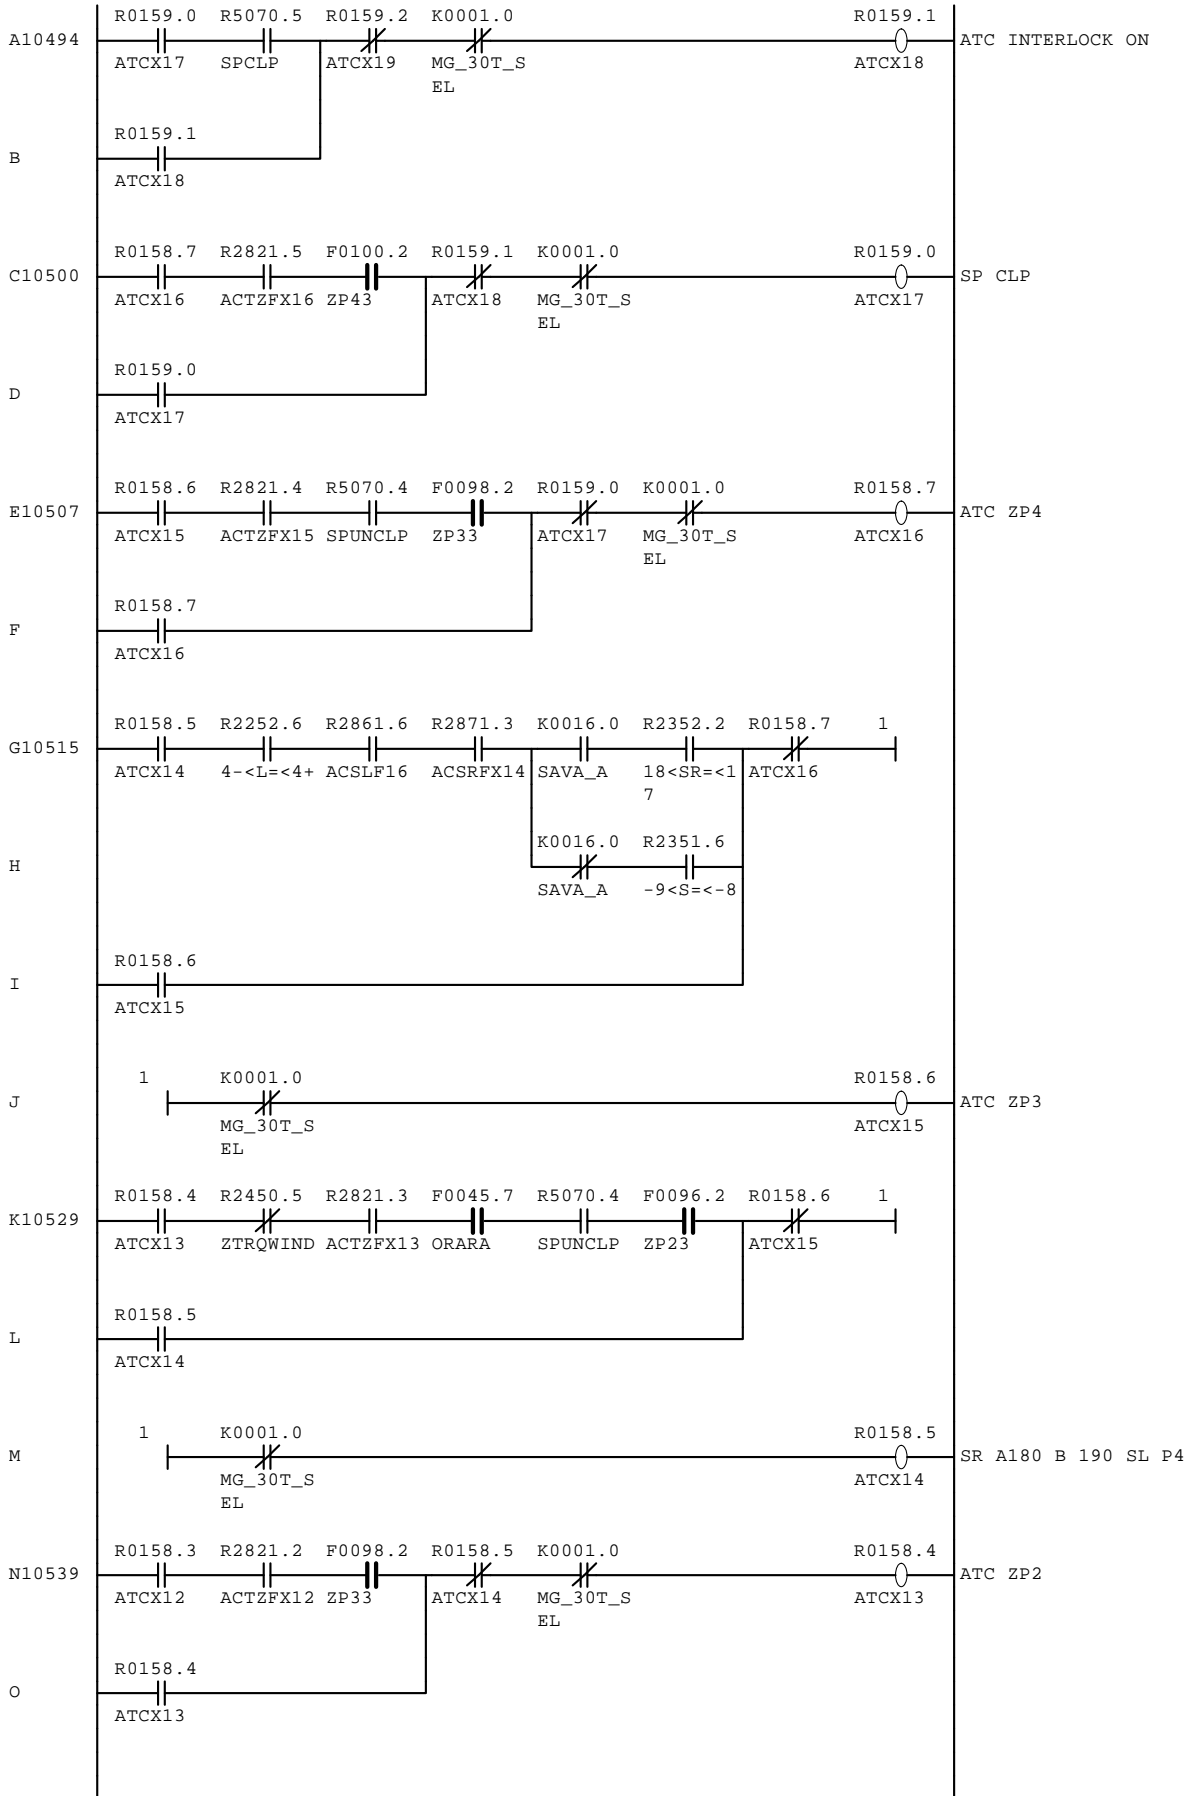 R0159.0 R5070.5 R0159.2 K0001.0 R0159.1
A10494 ATC INTERLOCK ON
ATCX17 SPCLP ATCX19 MG_30T_S ATCX18
EL
R0159.1
B
ATCX18
R0158.7 R2821.5 F0100.2 R0159.1 K0001.0 R0159.0
C10500 SP CLP
ATCX16 ACTZFX16 ZP43 ATCX18 MG_30T_S ATCX17
EL
R0159.0
D
ATCX17
R0158.6 R2821.4 R5070.4 F0098.2 R0159.0 K0001.0 R0158.7
E10507 ATC ZP4
ATCX15 ACTZFX15 SPUNCLP ZP33 ATCX17 MG_30T_S ATCX16
EL
R0158.7
F
ATCX16
R0158.5 R2252.6 R2861.6 R2871.3 K0016.0 R2352.2 R0158.7 1
G10515
ATCX14 4-<L=<4+ ACSLF16 ACSRFX14 SAVA_A 18<SR=<1 ATCX16
7
K0016.0 R2351.6
H
SAVA_A -9<S=<-8
R0158.6
I
ATCX15
1 K0001.0 R0158.6
J ATC ZP3
MG_30T_S ATCX15
EL
R0158.4 R2450.5 R2821.3 F0045.7 R5070.4 F0096.2 R0158.6 1
K10529
ATCX13 ZTRQWIND ACTZFX13 ORARA SPUNCLP ZP23 ATCX15
R0158.5
L
ATCX14
1 K0001.0 R0158.5
M SR A180 B 190 SL P4
MG_30T_S ATCX14
EL
R0158.3 R2821.2 F0098.2 R0158.5 K0001.0 R0158.4
N10539 ATC ZP2
ATCX12 ACTZFX12 ZP33 ATCX14 MG_30T_S ATCX13
EL
R0158.4
O
ATCX13